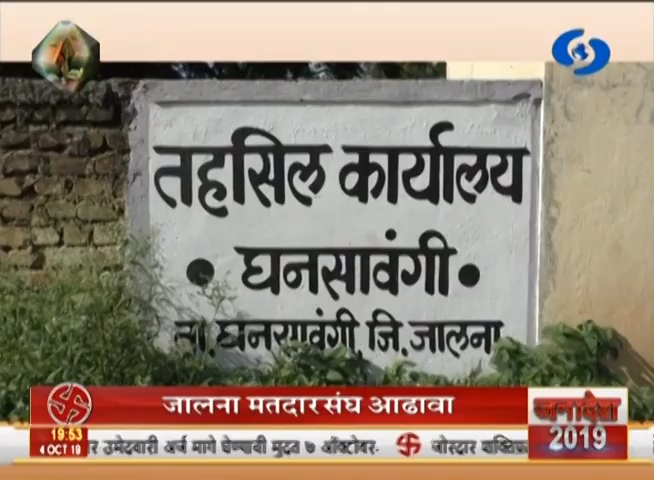 तहसिल कार्यालय
• घनसावंगी •
ता. घनसावंगी, जि. जालना
जालना मतदारसंघ आढावा
जनादेश
2019
19:53
4 OCT 19
र उमेदवारी अर्ज मागे घेण्याची मुदत ७ ऑक्टोबर- जोरदार